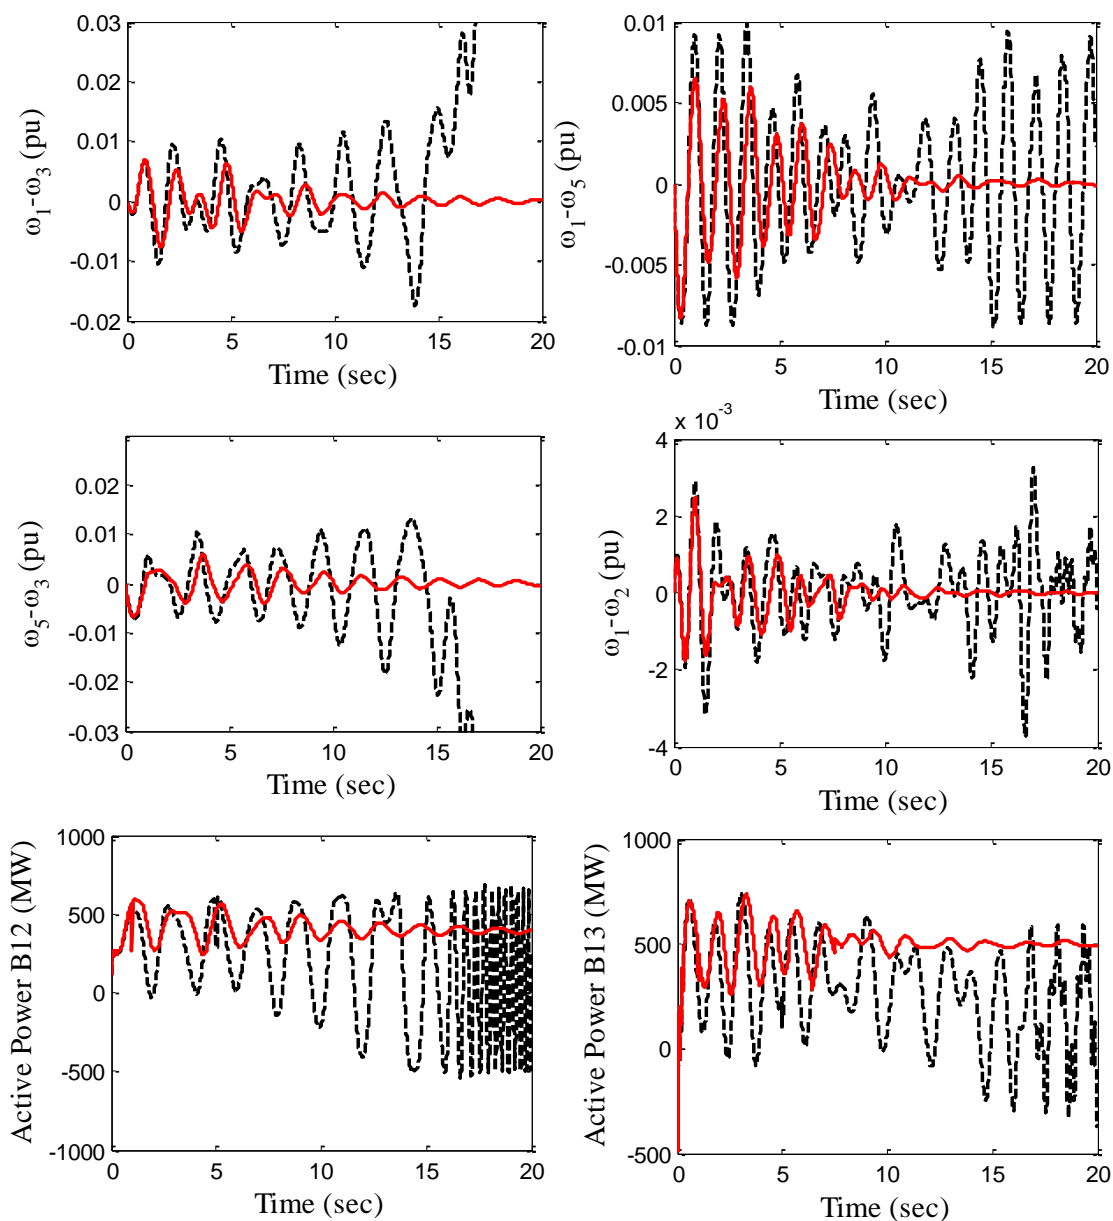 0.03
0.02
0.01
0
-0.01
-0.02
ω₁-ω₃ (pu)
0 5 10 15 20
Time (sec)
0.01
0.005
0
-0.005
-0.01
ω₁-ω₅ (pu)
0 5 10 15 20
Time (sec)
0.02
0.01
0
-0.01
-0.02
-0.03
ω₅-ω₃ (pu)
0 5 10 15 20
Time (sec)
x 10⁻³
4
2
0
-2
-4
ω₁-ω₂ (pu)
0 5 10 15 20
Time (sec)
1000
500
0
-500
-1000
Active Power B12 (MW)
0 5 10 15 20
Time (sec)
1000
500
0
-500
Active Power B13 (MW)
0 5 10 15 20
Time (sec)